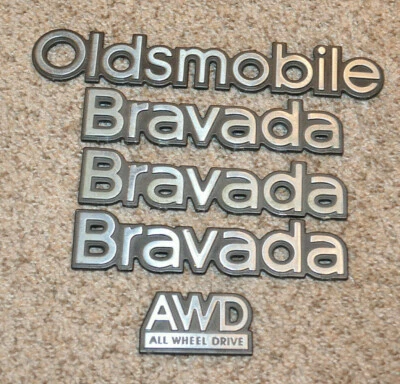 Oldsmobile
Bravada
Bravada
Bravada
AWD
ALL WHEEL DRIVE